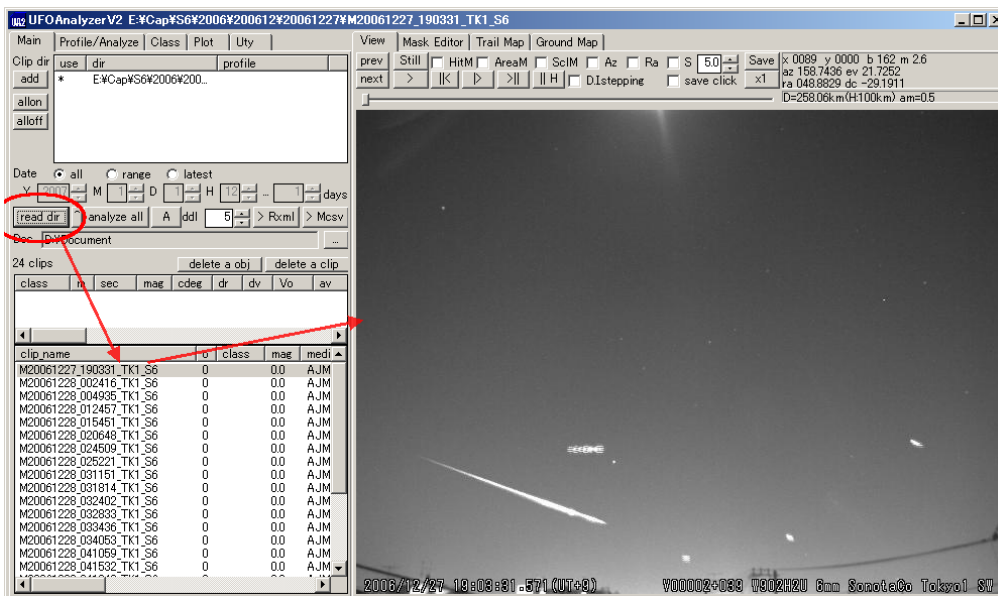 UFOAnalyzerV2 E:¥Cap¥S6¥2006¥200612¥20061227¥M20061227_190331_TK1_S6
Main Profile/Analyze Class Plot Uty
Clip dir use dir profile
add * E:¥Cap¥S6¥2006¥200...
allon
alloff
Date all range latest
Y 2007 M 1 D 1 H 12 - 1 days
read dir analyze all A ddl 5 > Rxml > Mcsv
Doc D:¥Document ...
24 clips delete a obj delete a clip
class m sec mag cdeg dr dv Vo av
clip_name o class mag medi
M20061227_190331_TK1_S6 0 0.0 AJM
M20061228_002416_TK1_S6 0 0.0 AJM
M20061228_004935_TK1_S6 0 0.0 AJM
M20061228_012457_TK1_S6 0 0.0 AJM
M20061228_015451_TK1_S6 0 0.0 AJM
M20061228_020648_TK1_S6 0 0.0 AJM
M20061228_024509_TK1_S6 0 0.0 AJM
M20061228_025221_TK1_S6 0 0.0 AJM
M20061228_031151_TK1_S6 0 0.0 AJM
M20061228_031814_TK1_S6 0 0.0 AJM
M20061228_032402_TK1_S6 0 0.0 AJM
M20061228_032833_TK1_S6 0 0.0 AJM
M20061228_033436_TK1_S6 0 0.0 AJM
M20061228_034053_TK1_S6 0 0.0 AJM
M20061228_041059_TK1_S6 0 0.0 AJM
M20061228_041532_TK1_S6 0 0.0 AJM
View Mask Editor Trail Map Ground Map
prev Still HitM AreaM SclM Az Ra S 5.0 Save
next > ||< > >|| || H D.Istepping save click x1
x 0089 y 0000 b 162 m 2.6
az 158.7436 ev 21.7252
ra 048.8829 dc -29.1911
D=258.06km(H:100km) am=0.5
2006/12/27 19:03:31.571(UT+9) V00002+039 W902H2U 6mm SonotaCo Tokyo1 SW